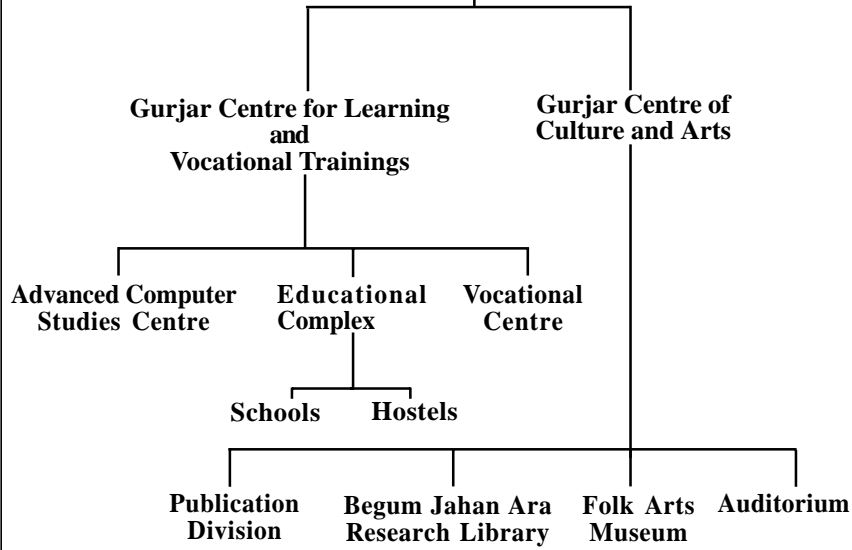 Gurjar Centre for Learning
and
Vocational Trainings
Gurjar Centre of
Culture and Arts
Advanced Computer
Studies Centre
Educational
Complex
Vocational
Centre
Schools
Hostels
Publication
Division
Begum Jahan Ara
Research Library
Folk Arts
Museum
Auditorium